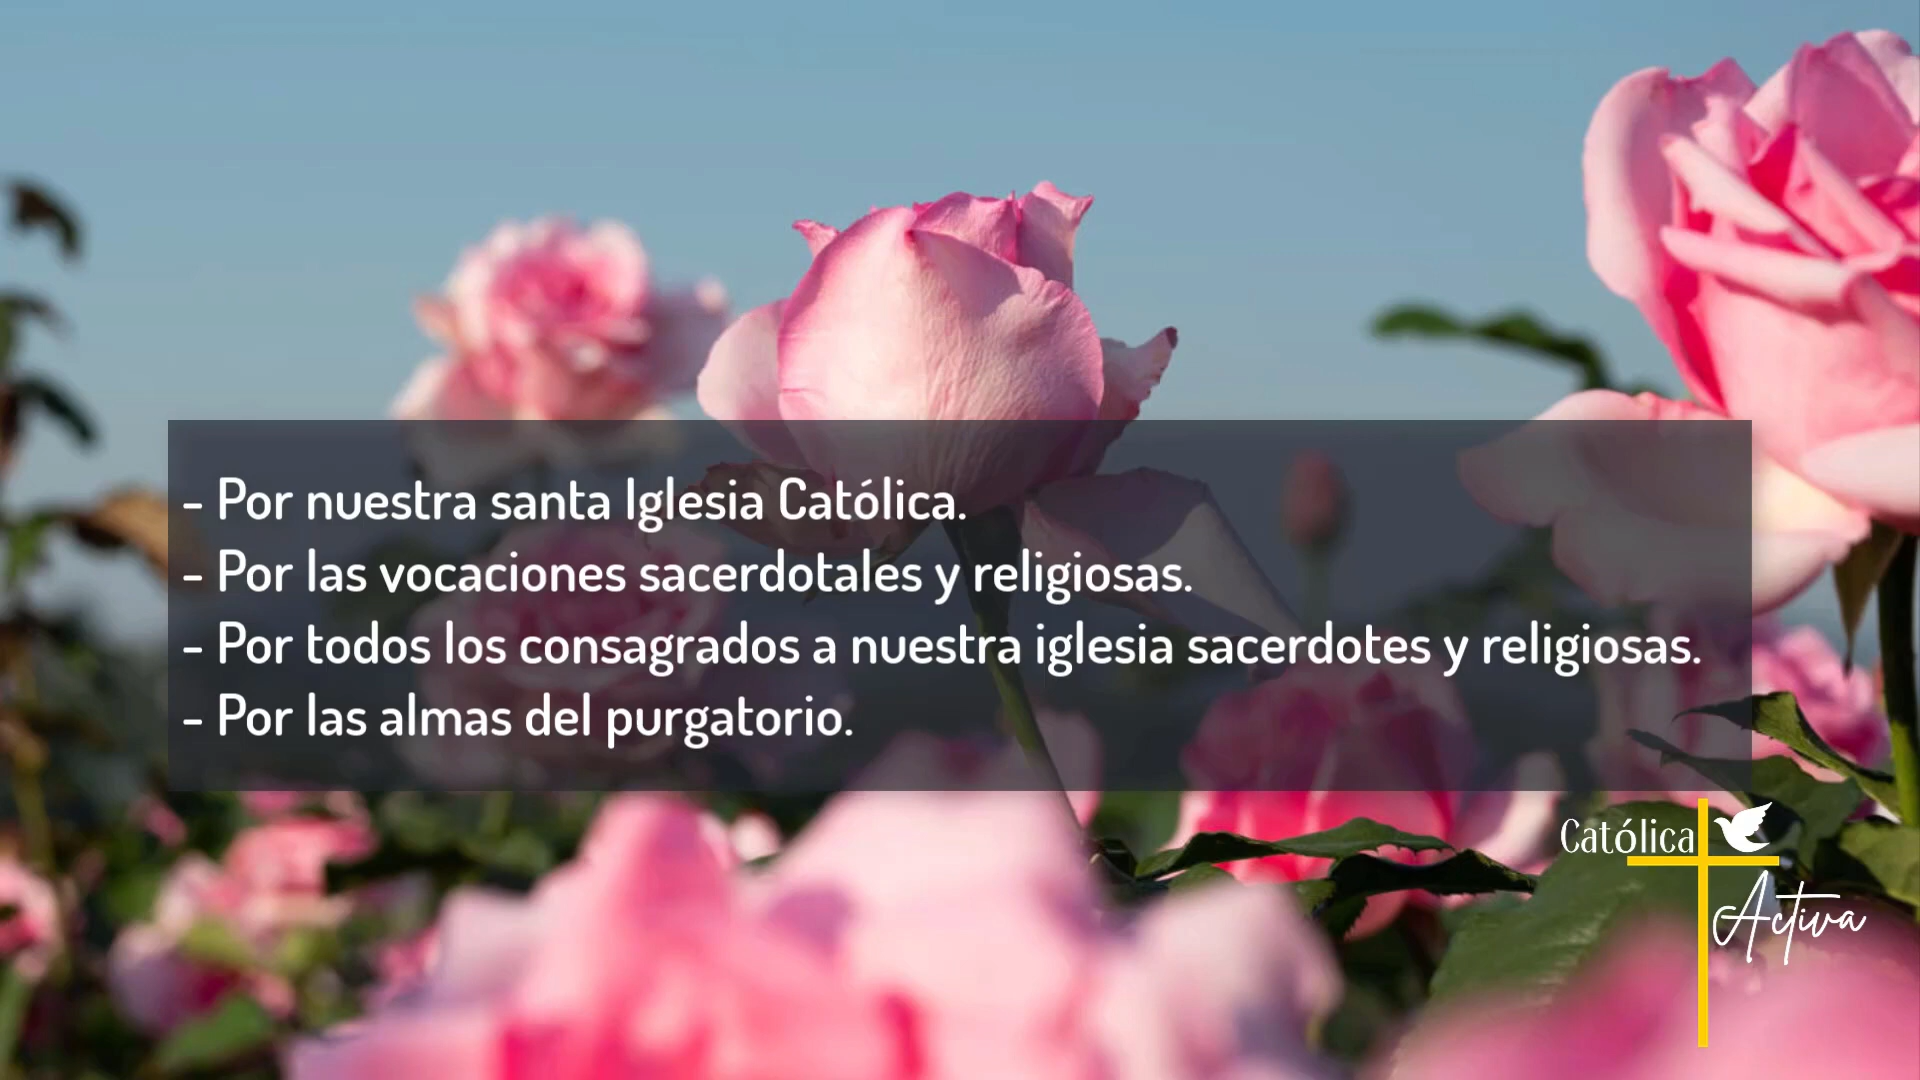 - Por nuestra santa Iglesia Católica.
- Por las vocaciones sacerdotales y religiosas.
- Por todos los consagrados a nuestra iglesia sacerdotes y religiosas.
- Por las almas del purgatorio.
Católica
Activa